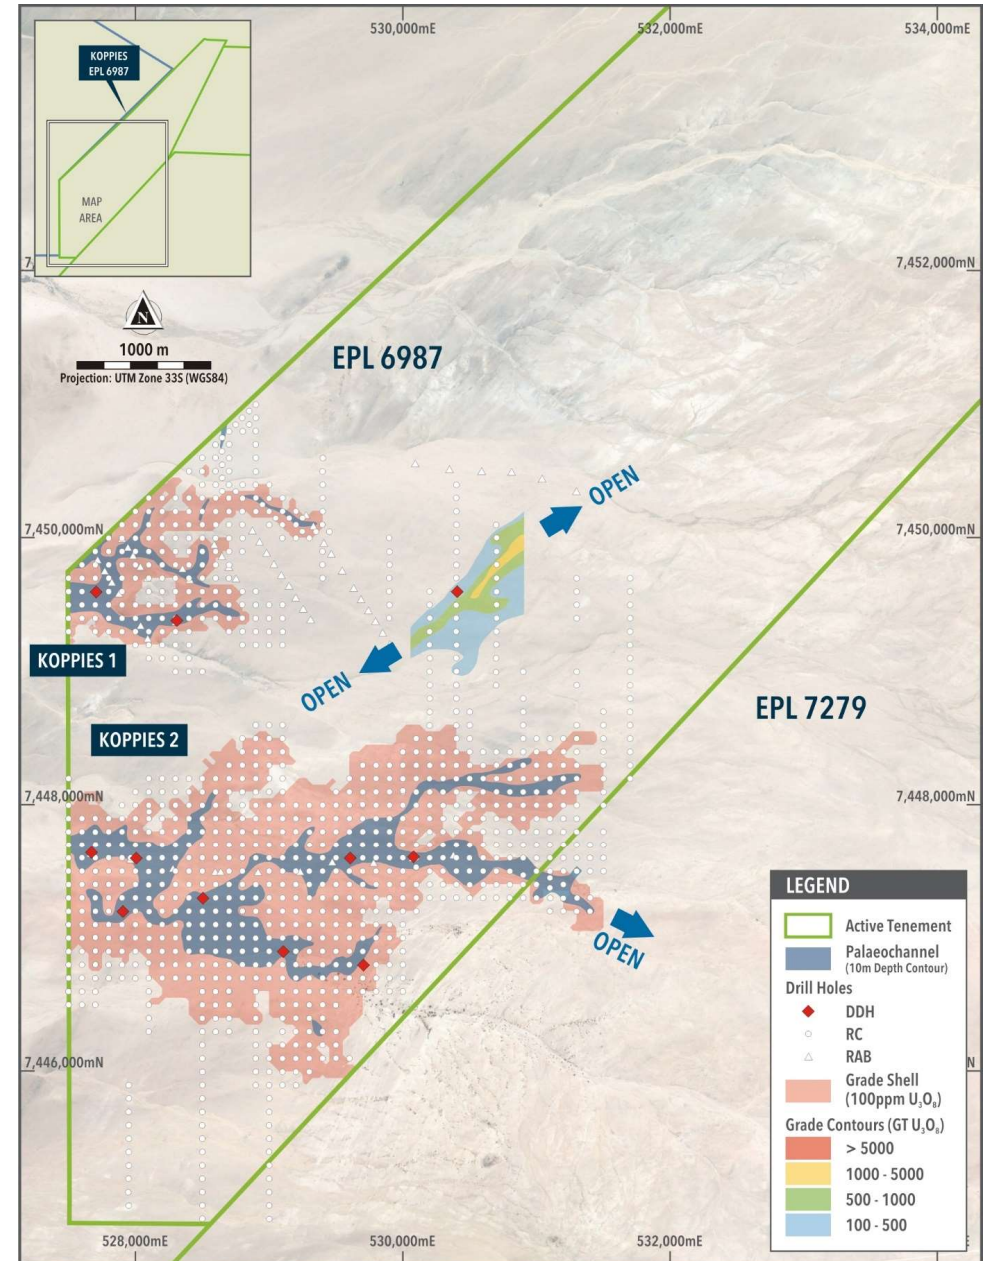 530,000mE
532,000mE
534,000mE
KOPPIES
EPL 6987
MAP
AREA
7,
7,452,000mN
N
1000 m
Projection: UTM Zone 33S (WGS84)
EPL 6987
OPEN
7,450,000mN
7,450,000mN
KOPPIES 1
OPEN
EPL 7279
KOPPIES 2
7,448,000mN
7,448,000mN
OPEN
7,446,000mN
N
LEGEND
Active Tenement
Palaeochannel
(10m Depth Contour)
Drill Holes
DDH
RC
RAB
Grade Shell
(100ppm U₃O₈)
Grade Contours (GT U₃O₈)
> 5000
1000 - 5000
500 - 1000
100 - 500
528,000mE
530,000mE
532,000mE